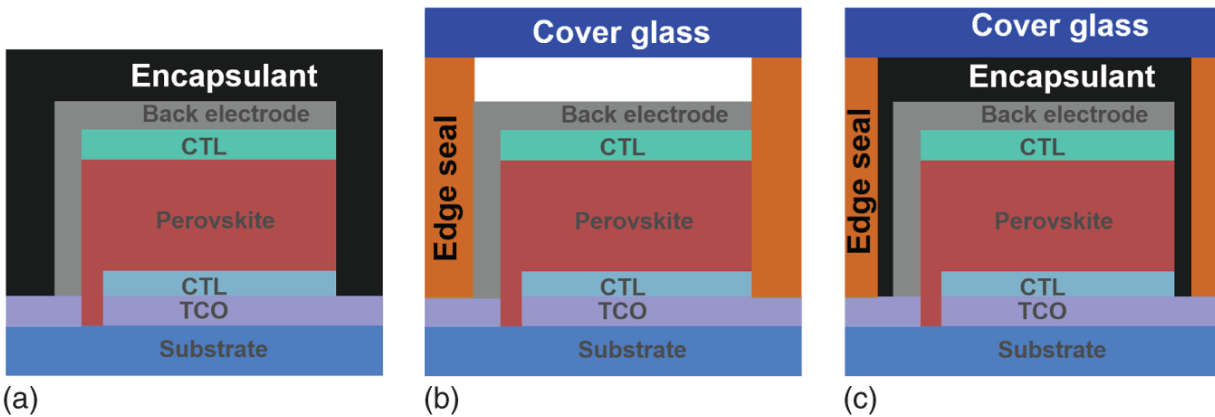 Encapsulant
Back electrode
CTL
Perovskite
CTL
TCO
Substrate
(a)
Cover glass
Edge seal
Back electrode
CTL
Perovskite
CTL
TCO
Substrate
(b)
Cover glass
Edge seal
Encapsulant
Back electrode
CTL
Perovskite
CTL
TCO
Substrate
(c)